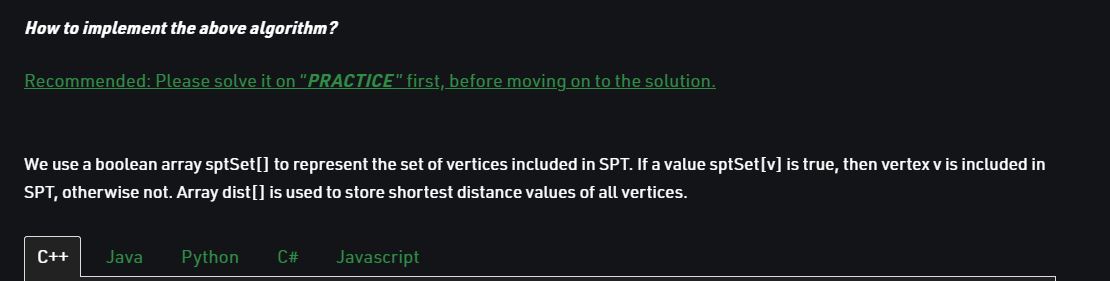 How to implement the above algorithm?
Recommended: Please solve it on "PRACTICE" first, before moving on to the solution.
We use a boolean array sptSet[] to represent the set of vertices included in SPT. If a value sptSet[v] is true, then vertex v is included in
SPT, otherwise not. Array dist[] is used to store shortest distance values of all vertices.
C++ Java Python C# Javascript